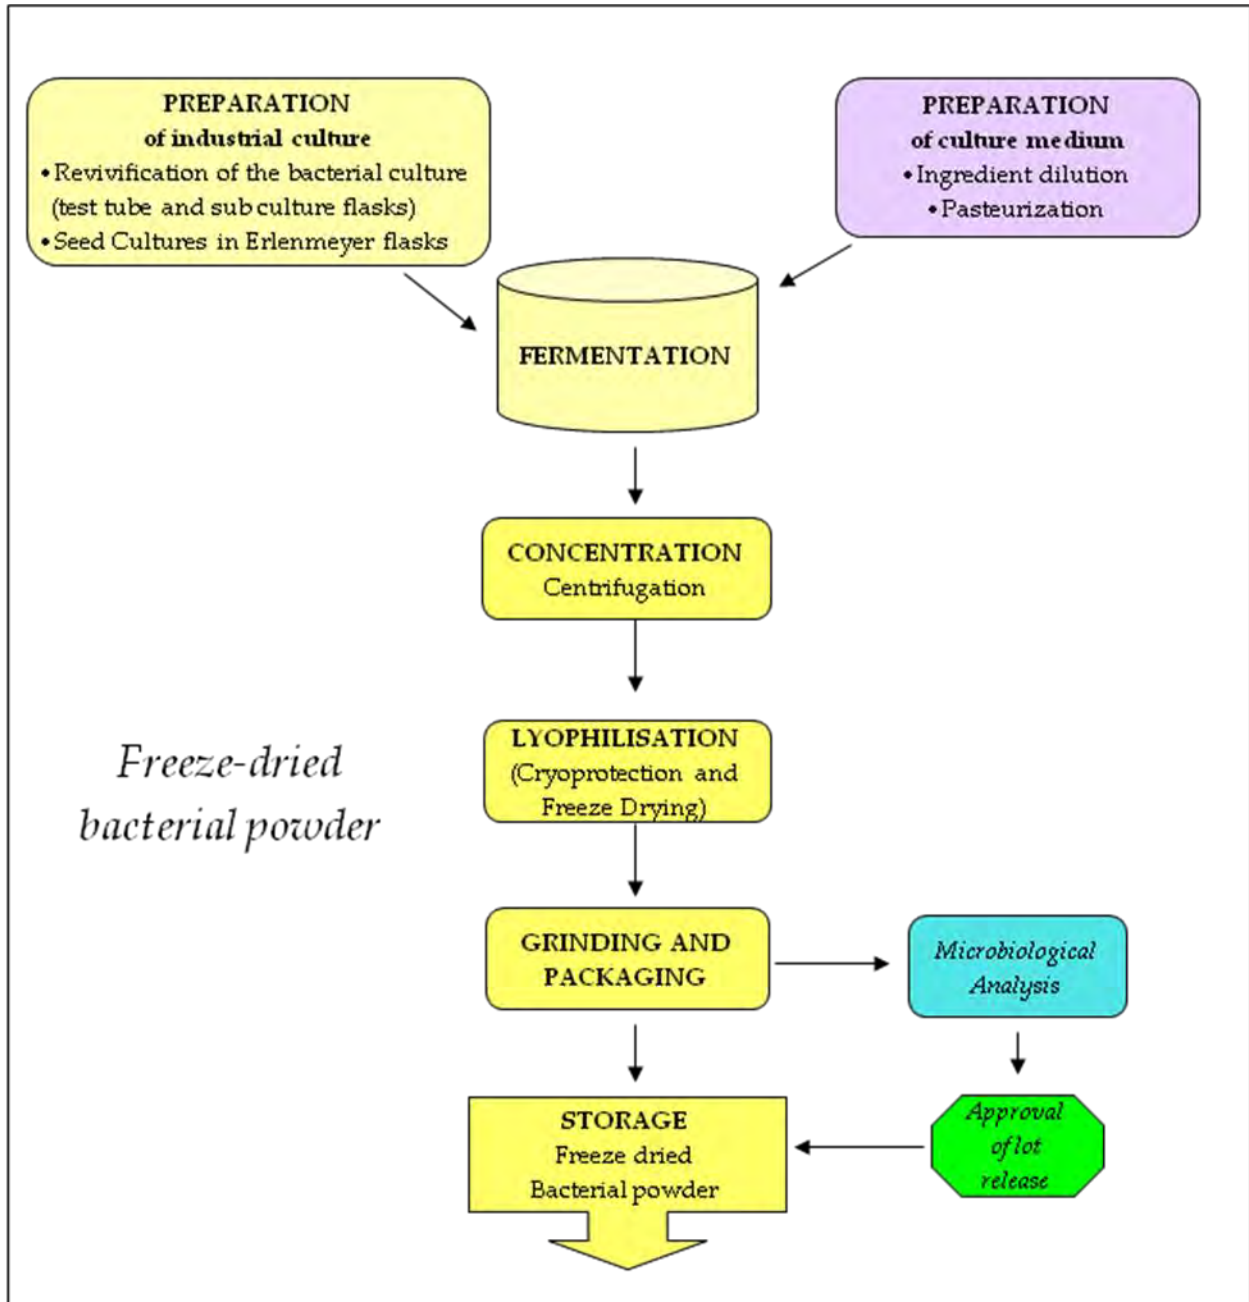 PREPARATION
of industrial culture
• Revivification of the bacterial culture
(test tube and sub culture flasks)
• Seed Cultures in Erlenmeyer flasks
PREPARATION
of culture medium
• Ingredient dilution
• Pasteurization
FERMENTATION
CONCENTRATION
Centrifugation
LYOPHILISATION
(Cryoprotection and
Freeze Drying)
Freeze-dried
bacterial powder
GRINDING AND
PACKAGING
Microbiological
Analysis
STORAGE
Freeze dried
Bacterial powder
Approval
of lot
release